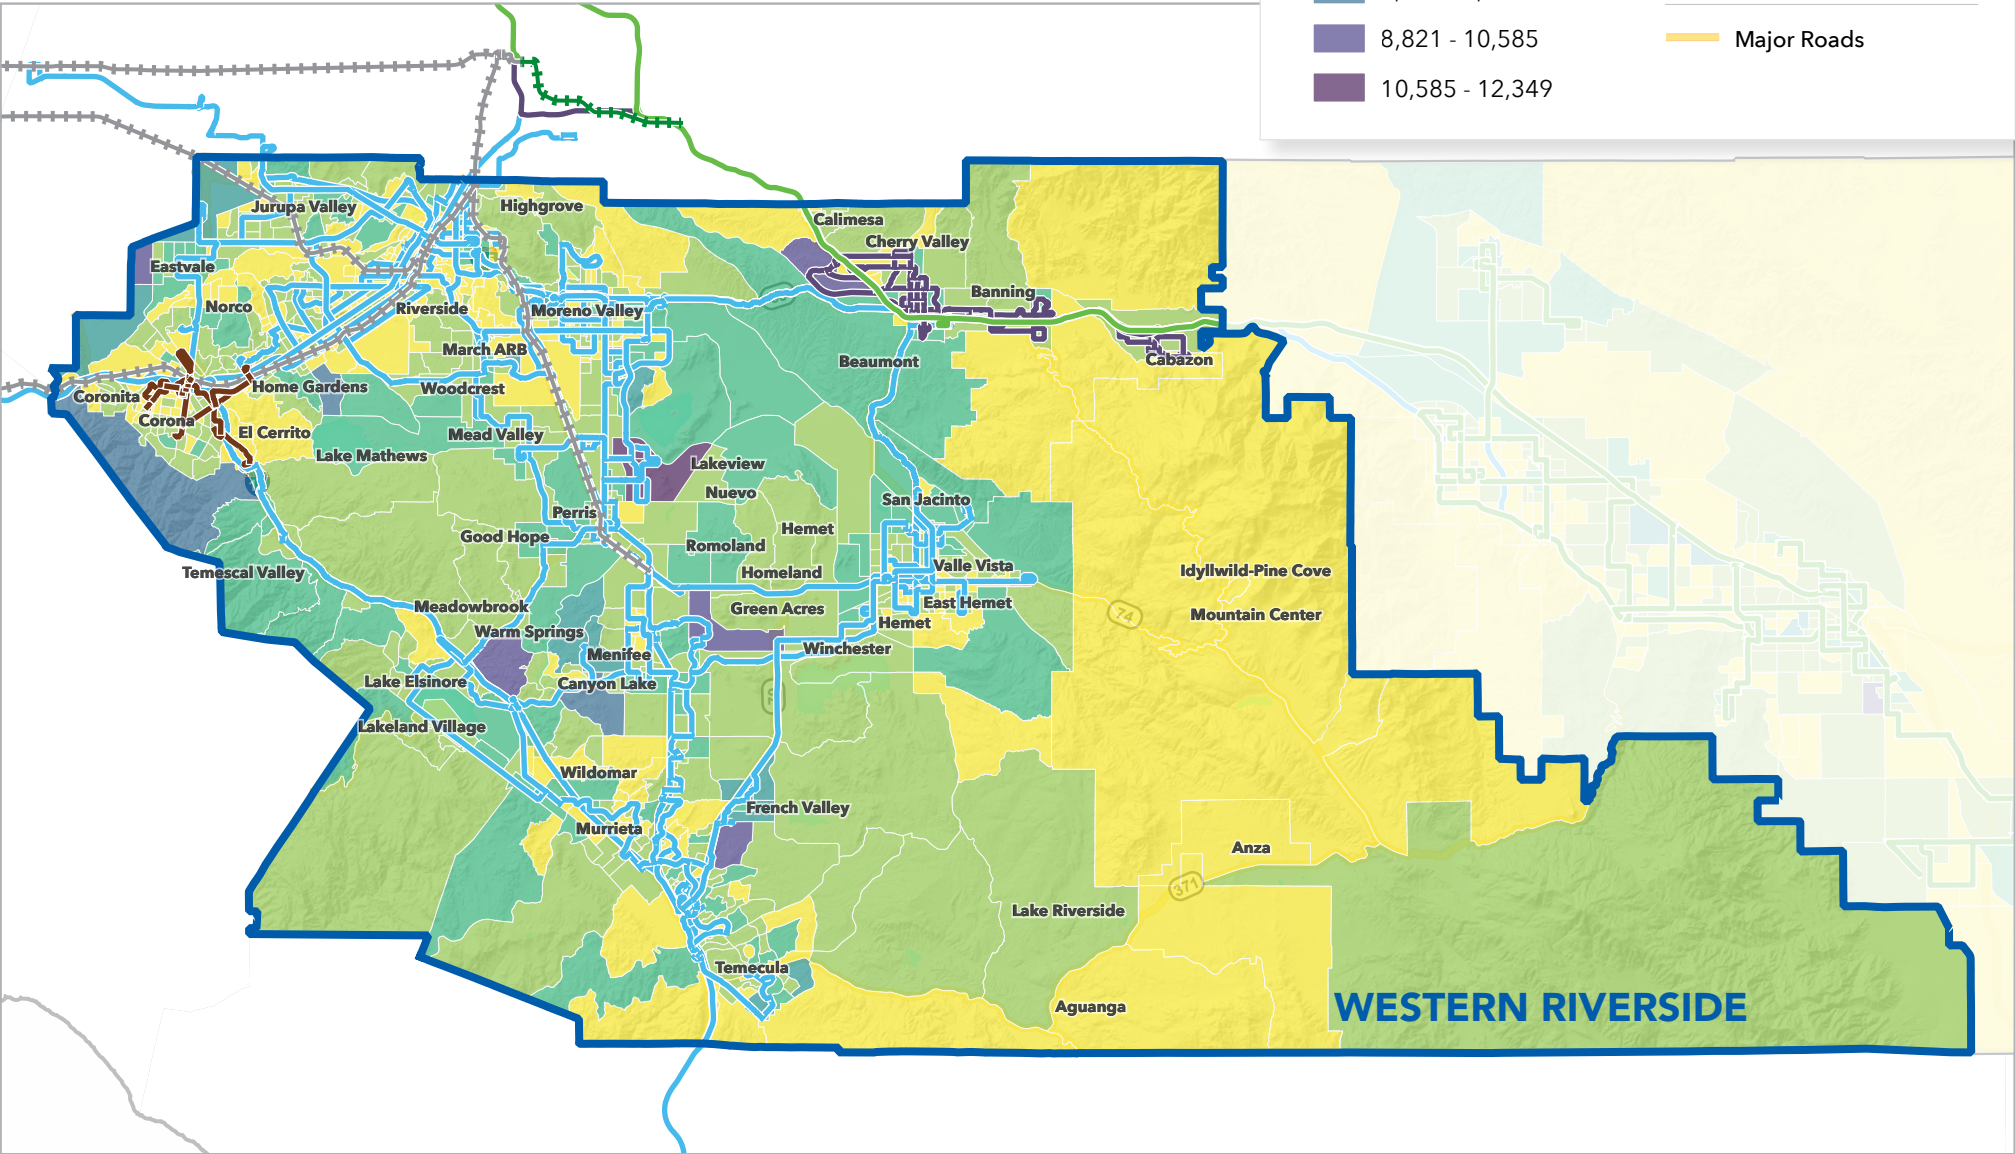 8,821 - 10,585
Major Roads
10,585 - 12,349
Jurupa Valley
Highgrove
Calimesa
Cherry Valley
Eastvale
Norco
Riverside
Moreno Valley
Banning
March ARB
Beaumont
Cabazon
Home Gardens
Woodcrest
Coronita
Corona
El Cerrito
Mead Valley
Lake Mathews
Lakeview
Nuevo
San Jacinto
Perris
Hemet
Good Hope
Romoland
Temescal Valley
Homeland
Valle Vista
Idyllwild-Pine Cove
Meadowbrook
Green Acres
East Hemet
74
Mountain Center
Hemet
Warm Springs
Menifee
Winchester
Lake Elsinore
Canyon Lake
Lakeland Village
Wildomar
French Valley
Murrieta
Anza
371
Lake Riverside
Temecula
Aguanga
WESTERN RIVERSIDE